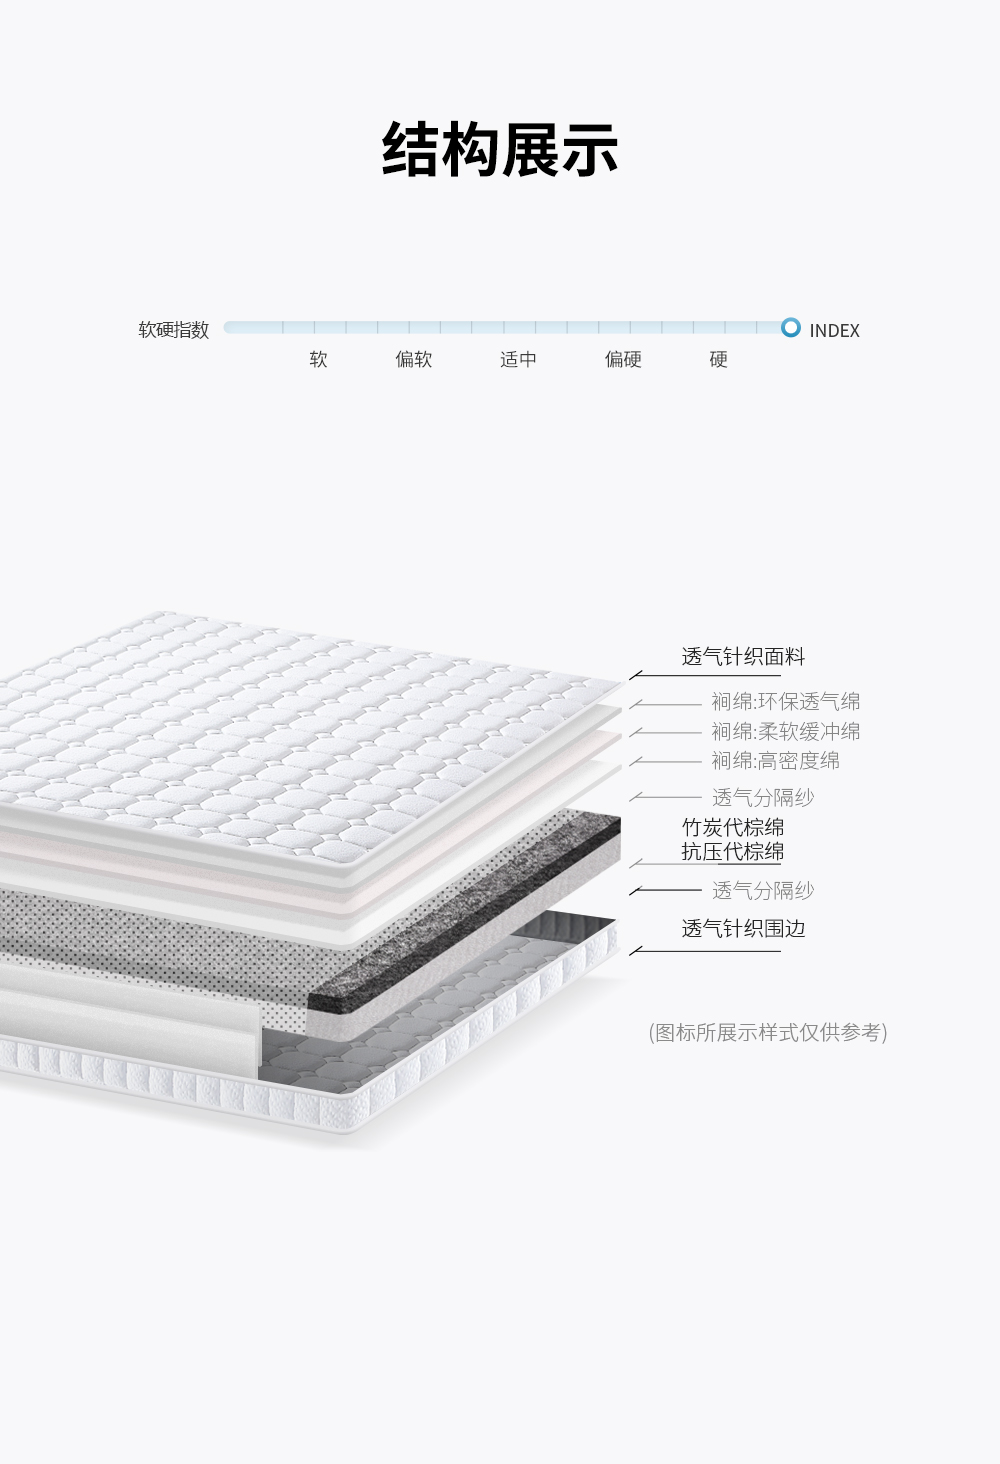 结构展示
软硬指数 INDEX
软 偏软 适中 偏硬 硬
透气针织面料
裥绵:环保透气绵
裥绵:柔软缓冲绵
裥绵:高密度绵
透气分隔纱
竹炭代棕绵
抗压代棕绵
透气分隔纱
透气针织围边
(图标所展示样式仅供参考)